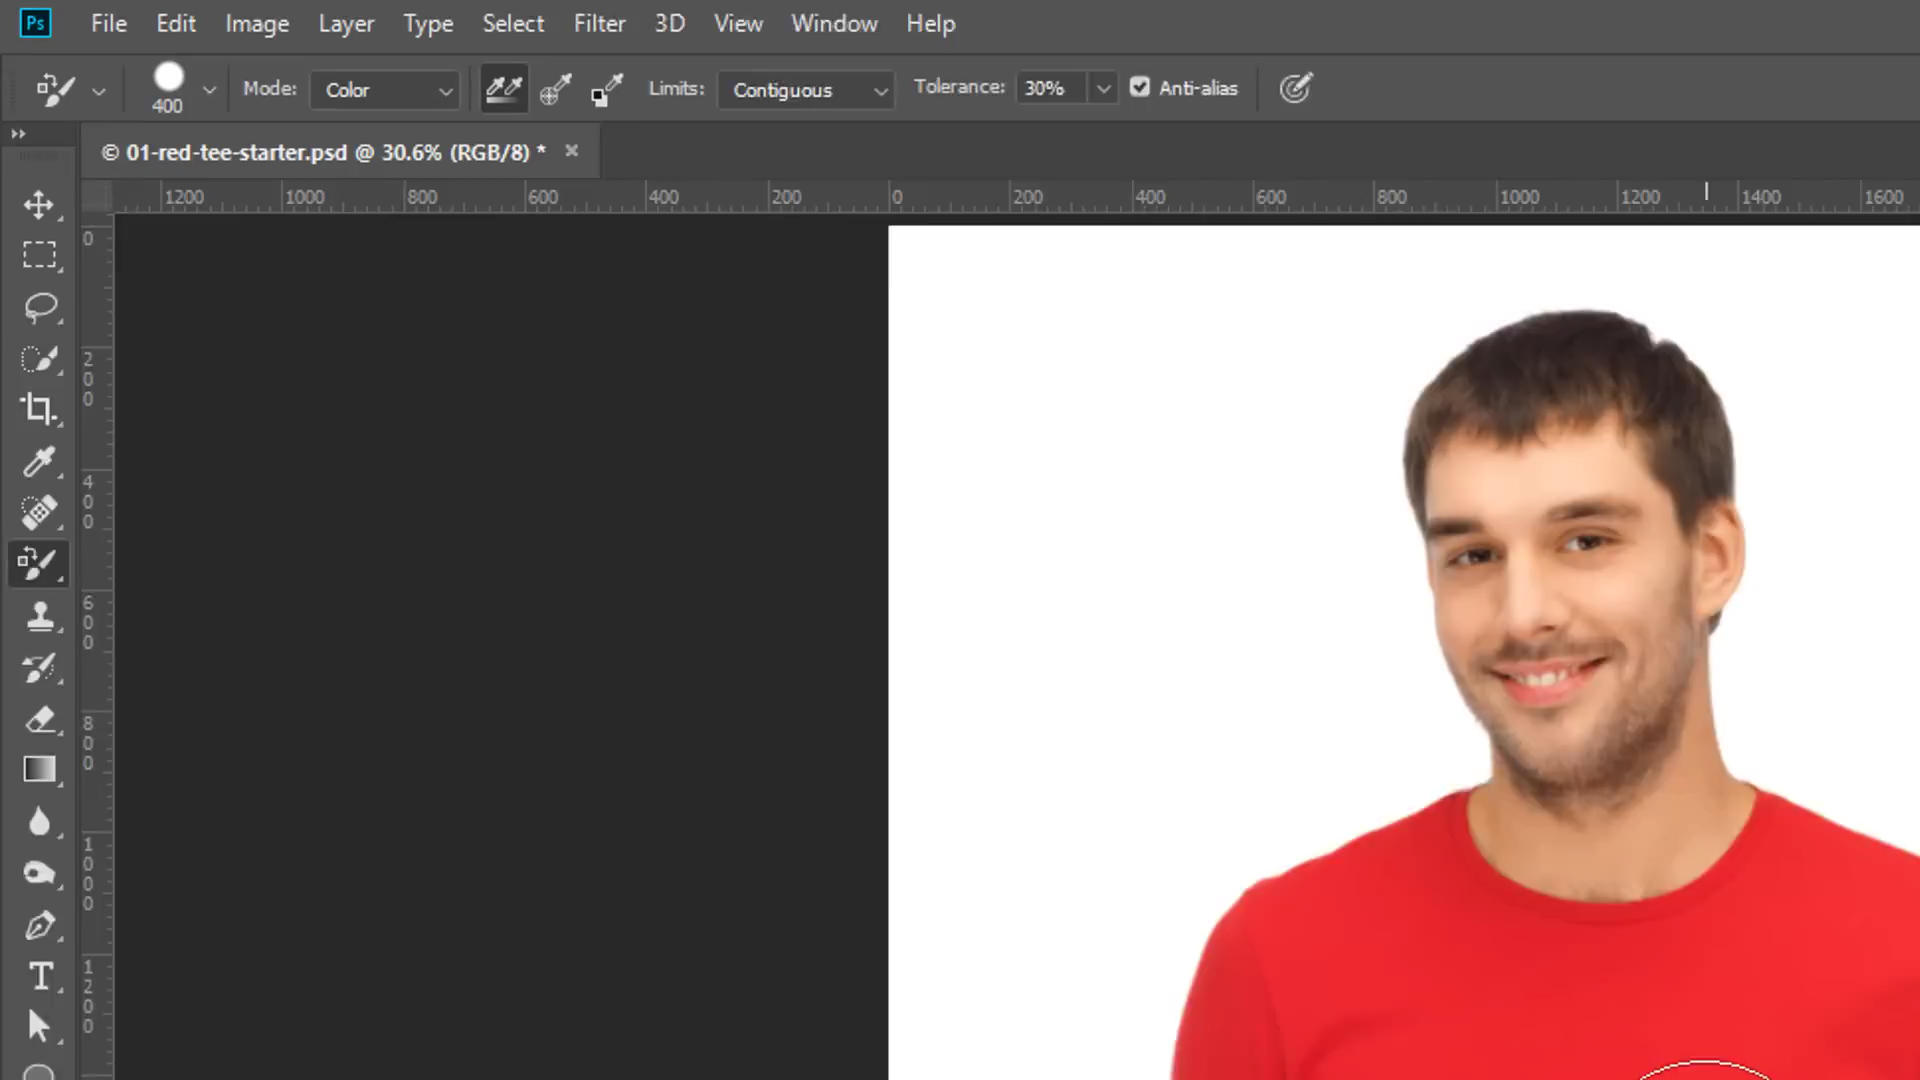 Ps File Edit Image Layer Type Select Filter 3D View Window Help
400 Mode: Color Limits: Contiguous Tolerance: 30% Anti-alias
© 01-red-tee-starter.psd @ 30.6% (RGB/8) * ×
1200 1000 800 600 400 200 0 200 400 600 800 1000 1200 1400 1600
0
200
400
600
800
1000
1200
T